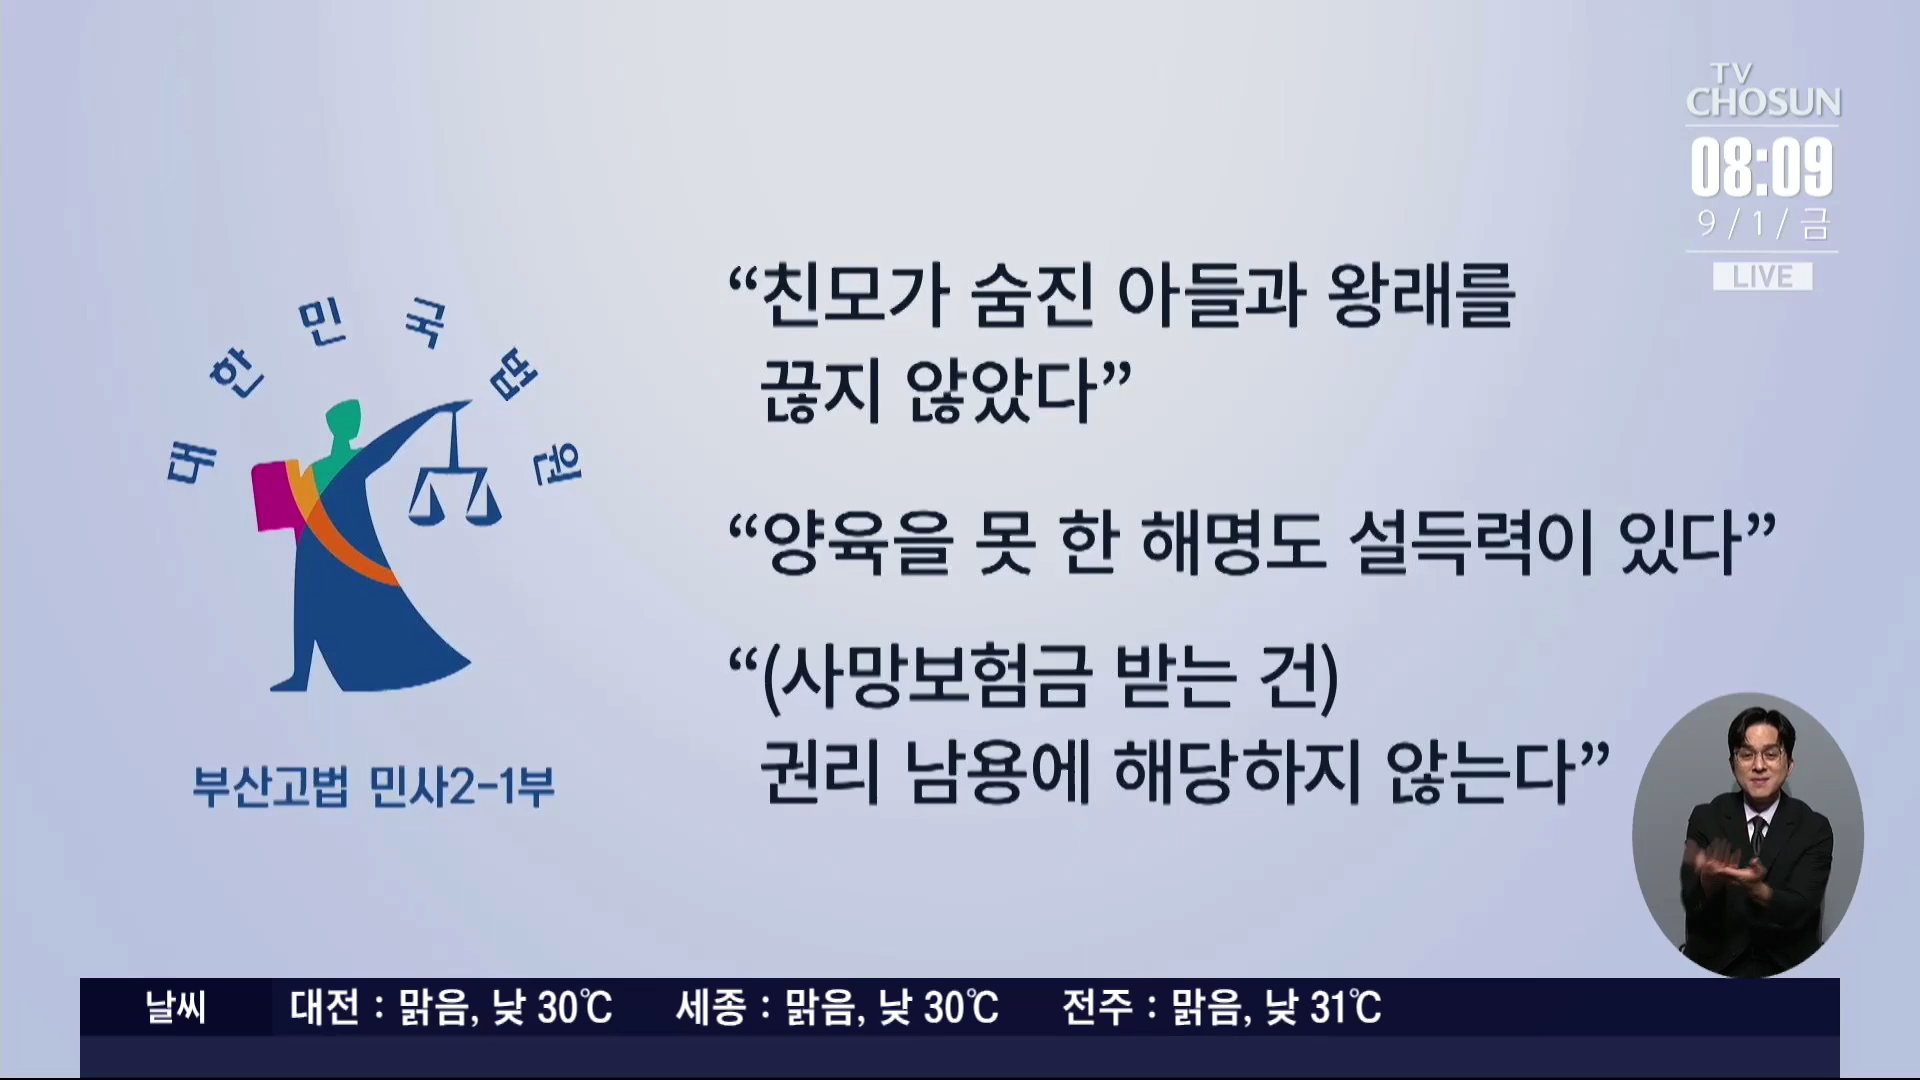 TV
CHOSUN
08:09
9/1/금
LIVE
대한민국법원
부산고법 민사2-1부
“친모가 숨진 아들과 왕래를
끊지 않았다”
“양육을 못 한 해명도 설득력이 있다”
“(사망보험금 받는 건)
권리 남용에 해당하지 않는다”
날씨 대전 : 맑음, 낮 30℃ 세종 : 맑음, 낮 30℃ 전주 : 맑음, 낮 31℃